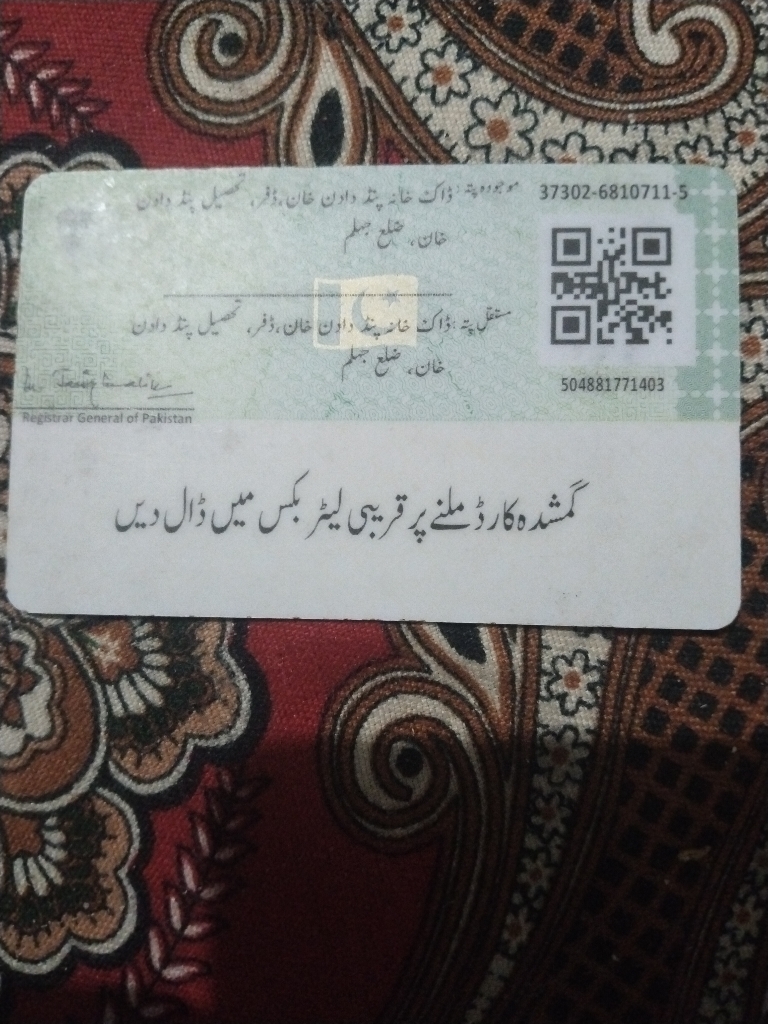 موجودہ پتہ: ڈاک خانہ پنڈ دادن خان، ڈفر، تحصیل پنڈ دادن
خان، ضلع جہلم
37302-6810711-5
مستقل پتہ: ڈاک خانہ پنڈ دادن خان، ڈفر، تحصیل پنڈ دادن
خان، ضلع جہلم
504881771403
Registrar General of Pakistan
گمشدہ کارڈ ملنے پر قریبی لیٹر بکس میں ڈال دیں